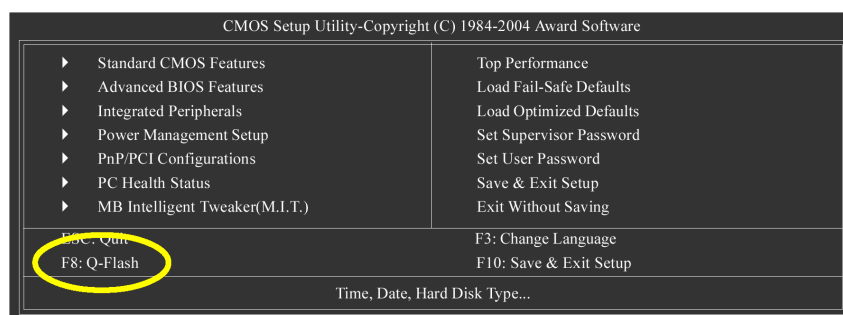 CMOS Setup Utility-Copyright (C) 1984-2004 Award Software
Standard CMOS Features
Advanced BIOS Features
Integrated Peripherals
Power Management Setup
PnP/PCI Configurations
PC Health Status
MB Intelligent Tweaker(M.I.T.)
Top Performance
Load Fail-Safe Defaults
Load Optimized Defaults
Set Supervisor Password
Set User Password
Save & Exit Setup
Exit Without Saving
ESC: Quit
F3: Change Language
F8: Q-Flash
F10: Save & Exit Setup
Time, Date, Hard Disk Type...